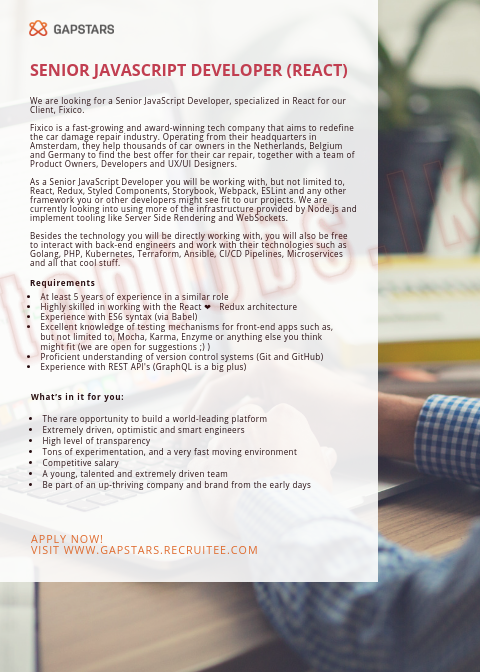 GAPSTARS
SENIOR JAVASCRIPT DEVELOPER (REACT)
We are looking for a Senior JavaScript Developer, specialized in React for our
Client, Fixico.
Fixico is a fast-growing and award-winning tech company that aims to redefine
the car damage repair industry. Operating from their headquarters in
Amsterdam, they help thousands of car owners in the Netherlands, Belgium
and Germany to find the best offer for their car repair, together with a team of
Product Owners, Developers and UX/UI Designers.
As a Senior JavaScript Developer you will be working with, but not limited to,
React, Redux, Styled Components, Storybook, Webpack, ESLint and any other
framework you or other developers might see fit to our projects. We are
currently looking into using more of the infrastructure provided by Node.js and
implement tooling like Server Side Rendering and WebSockets.
Besides the technology you will be directly working with, you will also be free
to interact with back-end engineers and work with their technologies such as
Golang, PHP, Kubernetes, Terraform, Ansible, CI/CD Pipelines, Microservices
and all that cool stuff.
Requirements
• At least 5 years of experience in a similar role
• Highly skilled in working with the React ❤ Redux architecture
• Experience with ES6 syntax (via Babel)
• Excellent knowledge of testing mechanisms for front-end apps such as,
but not limited to, Mocha, Karma, Enzyme or anything else you think
might fit (we are open for suggestions ;) )
• Proficient understanding of version control systems (Git and GitHub)
• Experience with REST API's (GraphQL is a big plus)
What's in it for you:
• The rare opportunity to build a world-leading platform
• Extremely driven, optimistic and smart engineers
• High level of transparency
• Tons of experimentation, and a very fast moving environment
• Competitive salary
• A young, talented and extremely driven team
• Be part of an up-thriving company and brand from the early days
APPLY NOW!
VISIT WWW.GAPSTARS.RECRUITEE.COM